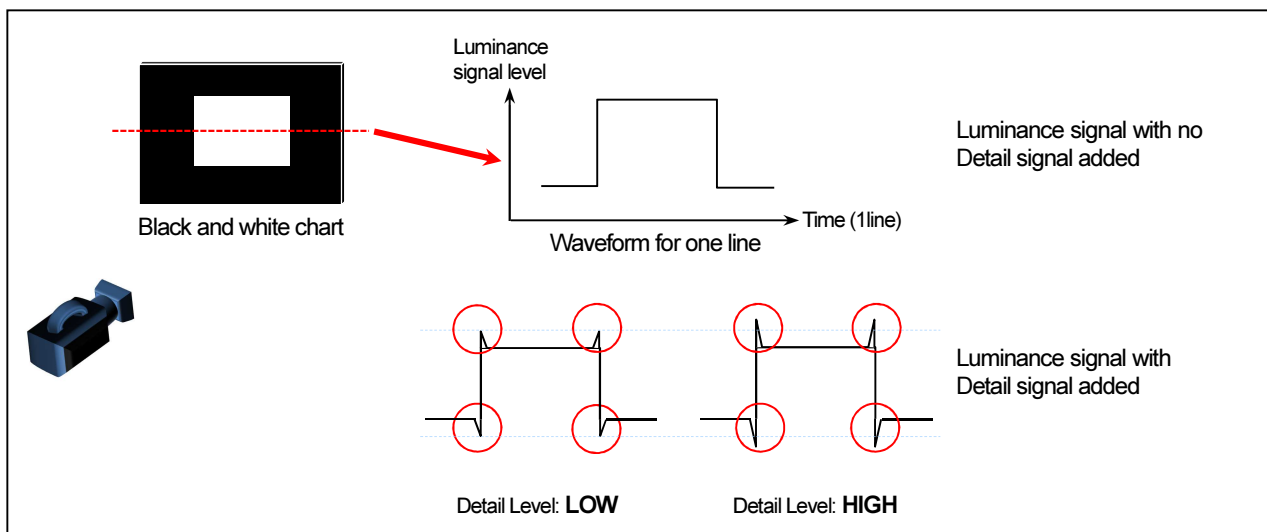 Luminance
signal level
Luminance signal with no
Detail signal added
Black and white chart
Time (1line)
Waveform for one line
Luminance signal with
Detail signal added
Detail Level: LOW
Detail Level: HIGH